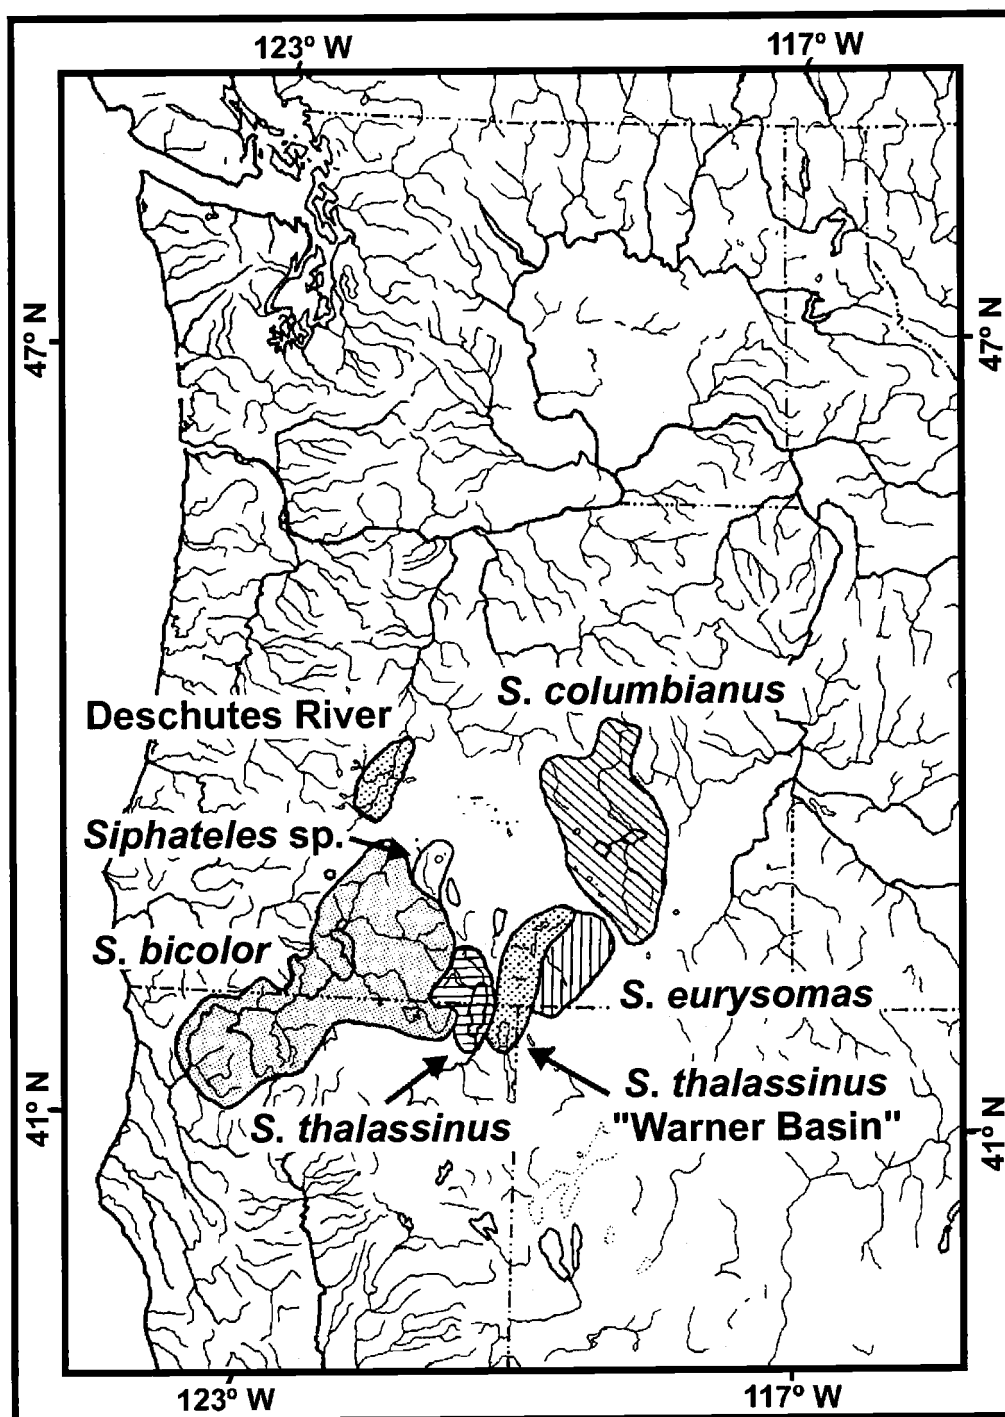 123° W
117° W
47° N
47° N
S. columbianus
Deschutes River
Siphateles sp.
S. bicolor
S. eurysomas
S. thalassinus
"Warner Basin"
S. thalassinus
41° N
41° N
123° W
117° W